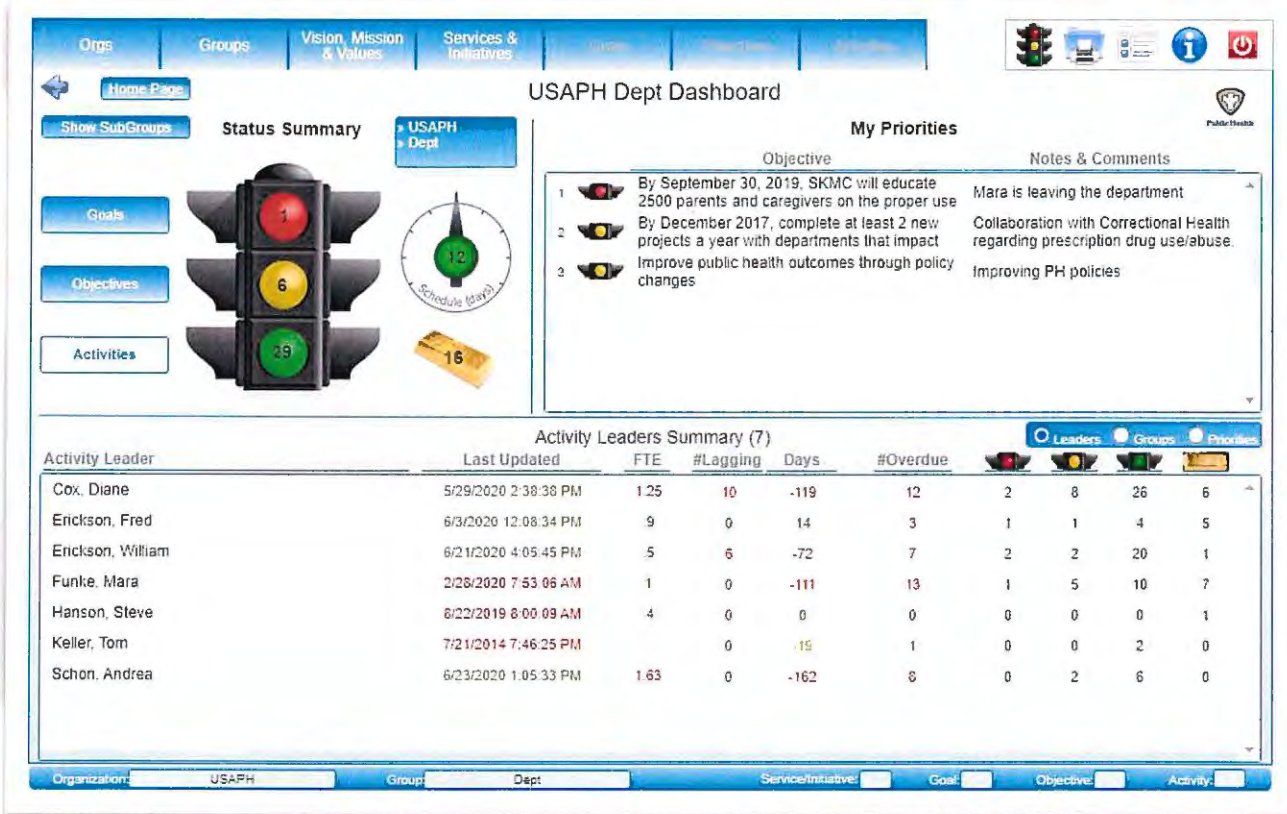 Orgs Groups Vision, Mission & Values Services & Initiatives
Home Page
USAPH Dept Dashboard
Public Health
Show SubGroups
Status Summary
» USAPH
» Dept
My Priorities
Objective Notes & Comments
1 By September 30, 2019, SKMC will educate 2500 parents and caregivers on the proper use Mara is leaving the department
2 By December 2017, complete at least 2 new projects a year with departments that impact Collaboration with Correctional Health regarding prescription drug use/abuse.
3 Improve public health outcomes through policy changes Improving PH policies
Goals
Objectives
Activities
1
6
29
12
Schedule (days)
16
Activity Leaders Summary (7)
Leaders Groups Priorities
Activity Leader Last Updated FTE #Lagging Days #Overdue
Cox, Diane 5/29/2020 2:38:38 PM 1.25 10 -119 12 2 8 26 6
Erickson, Fred 6/3/2020 12:08:34 PM .9 0 14 3 1 1 4 5
Erickson, William 6/21/2020 4:05:45 PM .5 6 -72 7 2 2 20 1
Funke, Mara 2/28/2020 7:53:06 AM 1 0 -111 13 1 5 10 7
Hanson, Steve 8/22/2019 8:00:09 AM .4 0 0 0 0 0 0 1
Keller, Tom 7/21/2014 7:46:25 PM 0 -19 1 0 0 2 0
Schon, Andrea 6/23/2020 1:05:33 PM 1.63 0 -162 8 0 2 6 0
Organization: USAPH Group: Dept Service/Initiative: Goal: Objective: Activity: